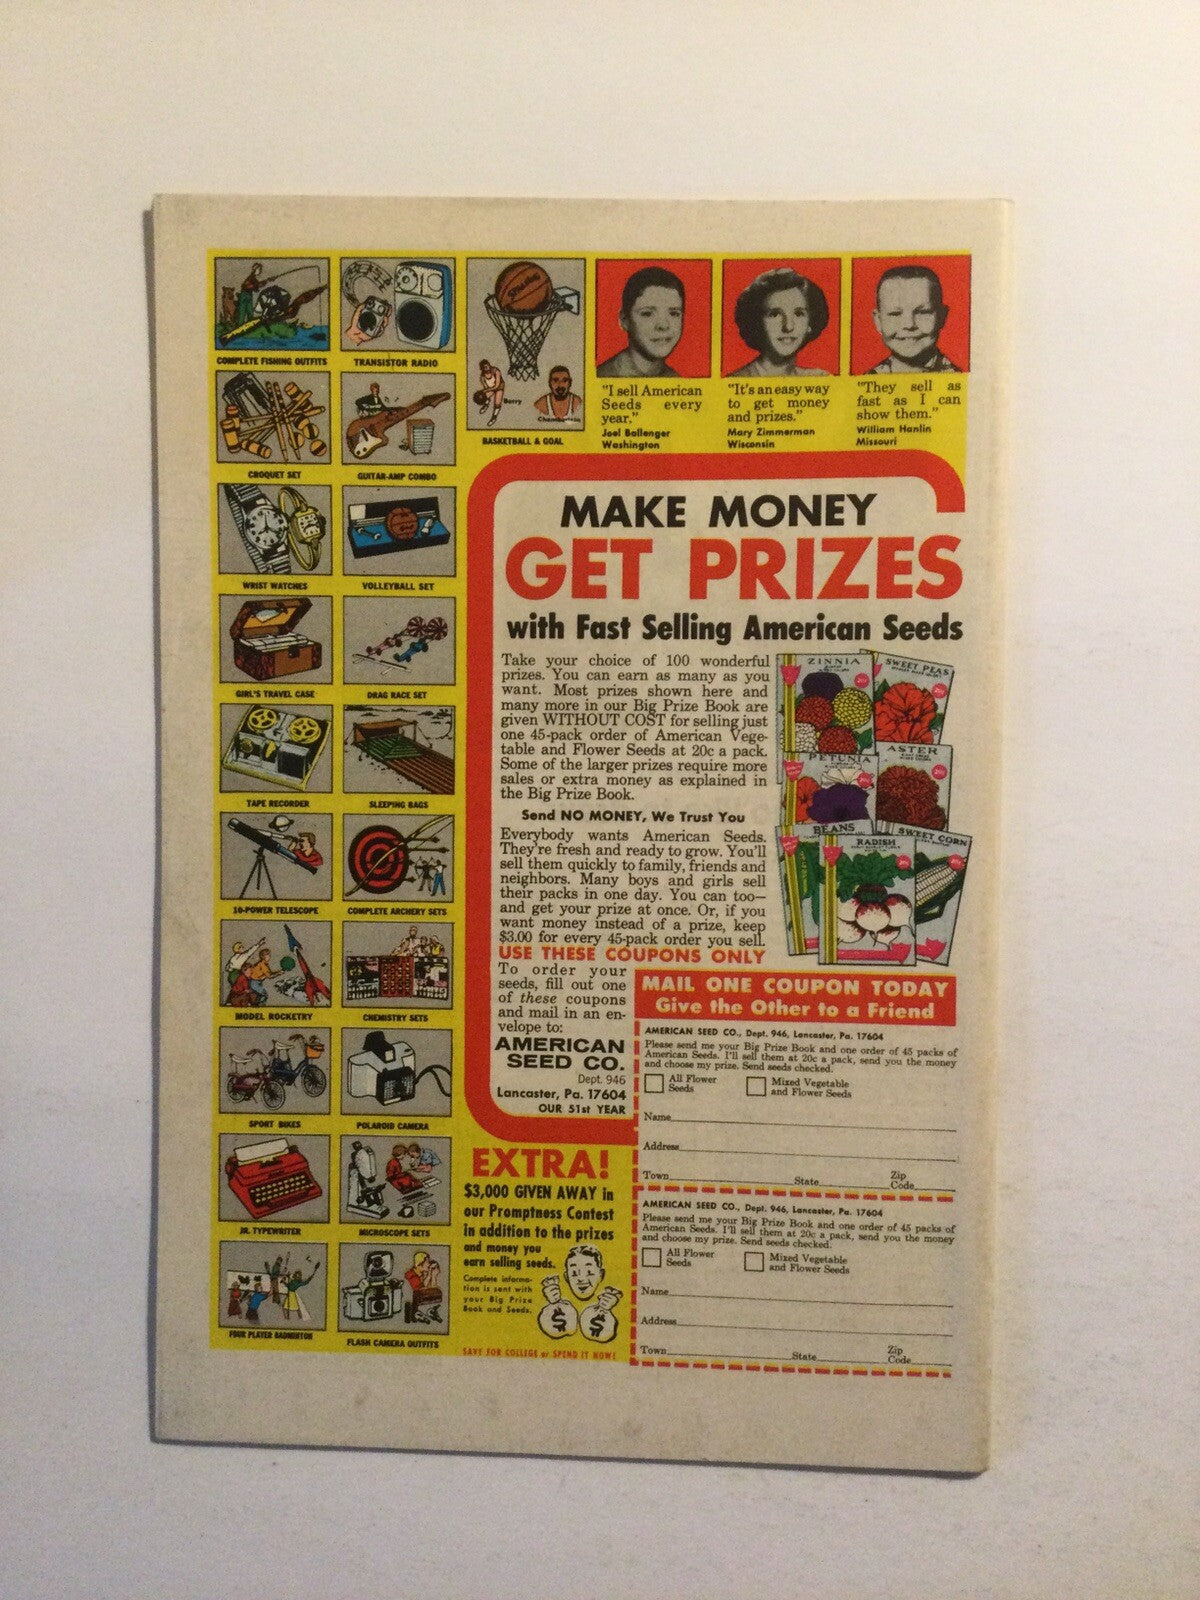 COMPLETE FISHING OUTFITS
TRANSISTOR RADIO
SPALDING
Barry
Chamberlain
BASKETBALL & GOAL
CROQUET SET
GUITAR-AMP COMBO
WRIST WATCHES
VOLLEYBALL SET
GIRL'S TRAVEL CASE
DRAG RACE SET
TAPE RECORDER
SLEEPING BAGS
10-POWER TELESCOPE
COMPLETE ARCHERY SETS
MODEL ROCKETRY
CHEMISTRY SETS
SPORT BIKES
POLAROID CAMERA
JR. TYPEWRITER
MICROSCOPE SETS
FOUR PLAYER BADMINTON
FLASH CAMERA OUTFITS
"I sell American
Seeds every
year."
Joel Ballenger
Washington
"It's an easy way
to get money
and prizes."
Mary Zimmerman
Wisconsin
"They sell as
fast as I can
show them."
William Hanlin
Missouri
MAKE MONEY
GET PRIZES
with Fast Selling American Seeds
Take your choice of 100 wonderful
prizes. You can earn as many as you
want. Most prizes shown here and
many more in our Big Prize Book are
given WITHOUT COST for selling just
one 45-pack order of American Vege-
table and Flower Seeds at 20c a pack.
Some of the larger prizes require more
sales or extra money as explained in
the Big Prize Book.
Send NO MONEY, We Trust You
Everybody wants American Seeds.
They're fresh and ready to grow. You'll
sell them quickly to family, friends and
neighbors. Many boys and girls sell
their packs in one day. You can too—
and get your prize at once. Or, if you
want money instead of a prize, keep
$3.00 for every 45-pack order you sell.
USE THESE COUPONS ONLY
To order your
seeds, fill out one
of these coupons
and mail in an en-
velope to:
AMERICAN
SEED CO.
Dept. 946
Lancaster, Pa. 17604
OUR 51st YEAR
ZINNIA
SWEET PEAS
ASTER
PETUNIA
BEANS
RADISH
SWEET CORN
MAIL ONE COUPON TODAY
Give the Other to a Friend
AMERICAN SEED CO., Dept. 946, Lancaster, Pa. 17604
Please send me your Big Prize Book and one order of 45 packs of
American Seeds. I'll sell them at 20c a pack, send you the money
and choose my prize. Send seeds checked.
All Flower
Seeds
Mixed Vegetable
and Flower Seeds
Name
Address
Town State Zip
Code
AMERICAN SEED CO., Dept. 946, Lancaster, Pa. 17604
Please send me your Big Prize Book and one order of 45 packs of
American Seeds. I'll sell them at 20c a pack, send you the money
and choose my prize. Send seeds checked.
All Flower
Seeds
Mixed Vegetable
and Flower Seeds
Name
Address
Town State Zip
Code
EXTRA!
$3,000 GIVEN AWAY in
our Promptness Contest
in addition to the prizes
and money you
earn selling seeds.
Complete informa-
tion is sent with
your Big Prize
Book and Seeds.
$ $
SAVE FOR COLLEGE or SPEND IT NOW!